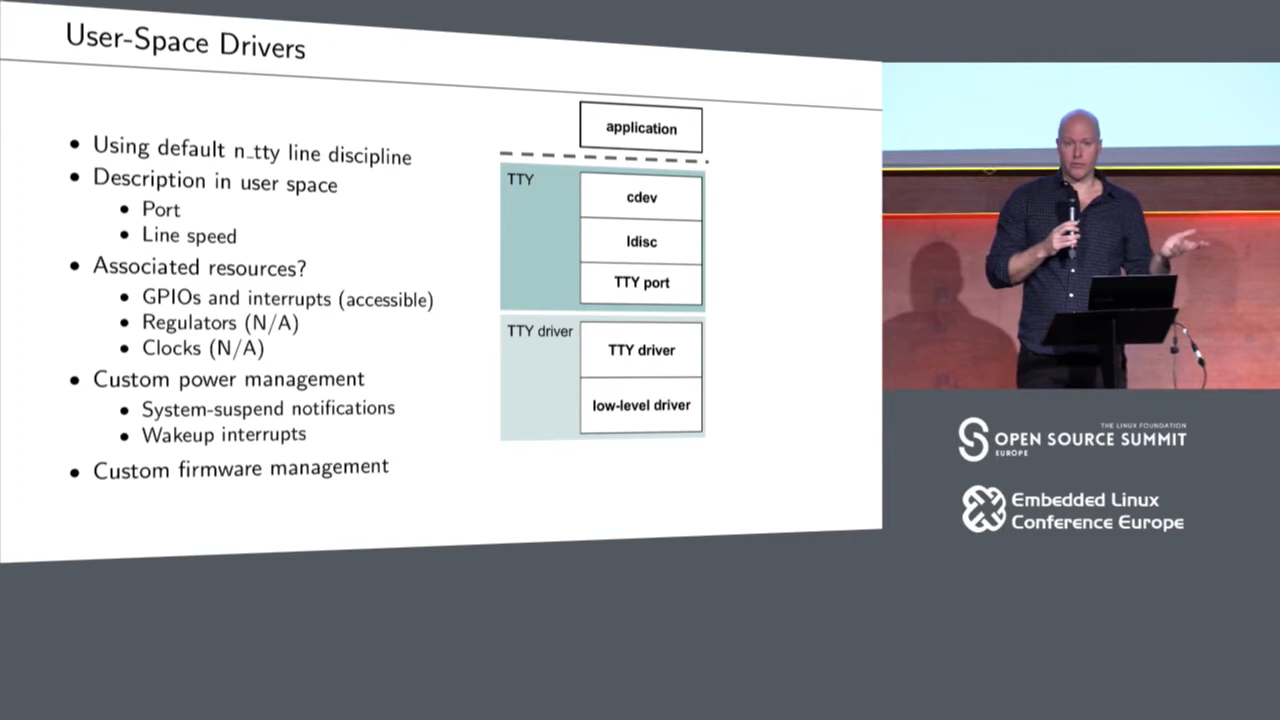 User-Space Drivers
Using default n_tty line discipline
Description in user space
Port
Line speed
Associated resources?
GPIOs and interrupts (accessible)
Regulators (N/A)
Clocks (N/A)
Custom power management
System-suspend notifications
Wakeup interrupts
Custom firmware management
application
TTY
cdev
ldisc
TTY port
TTY driver
TTY driver
low-level driver
THE LINUX FOUNDATION
OPEN SOURCE SUMMIT
EUROPE
Embedded Linux
Conference Europe